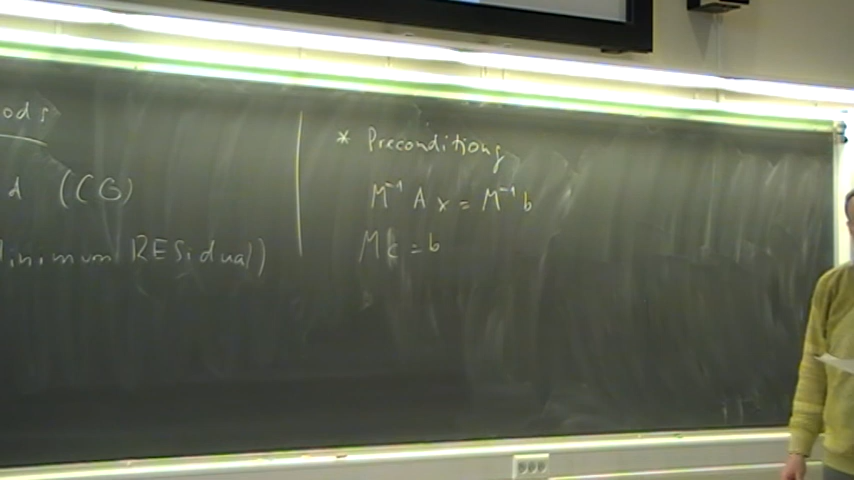 ods
d (CG)
inimum RESidual)
* Preconditions
M⁻¹ A x = M⁻¹ b
M c = b